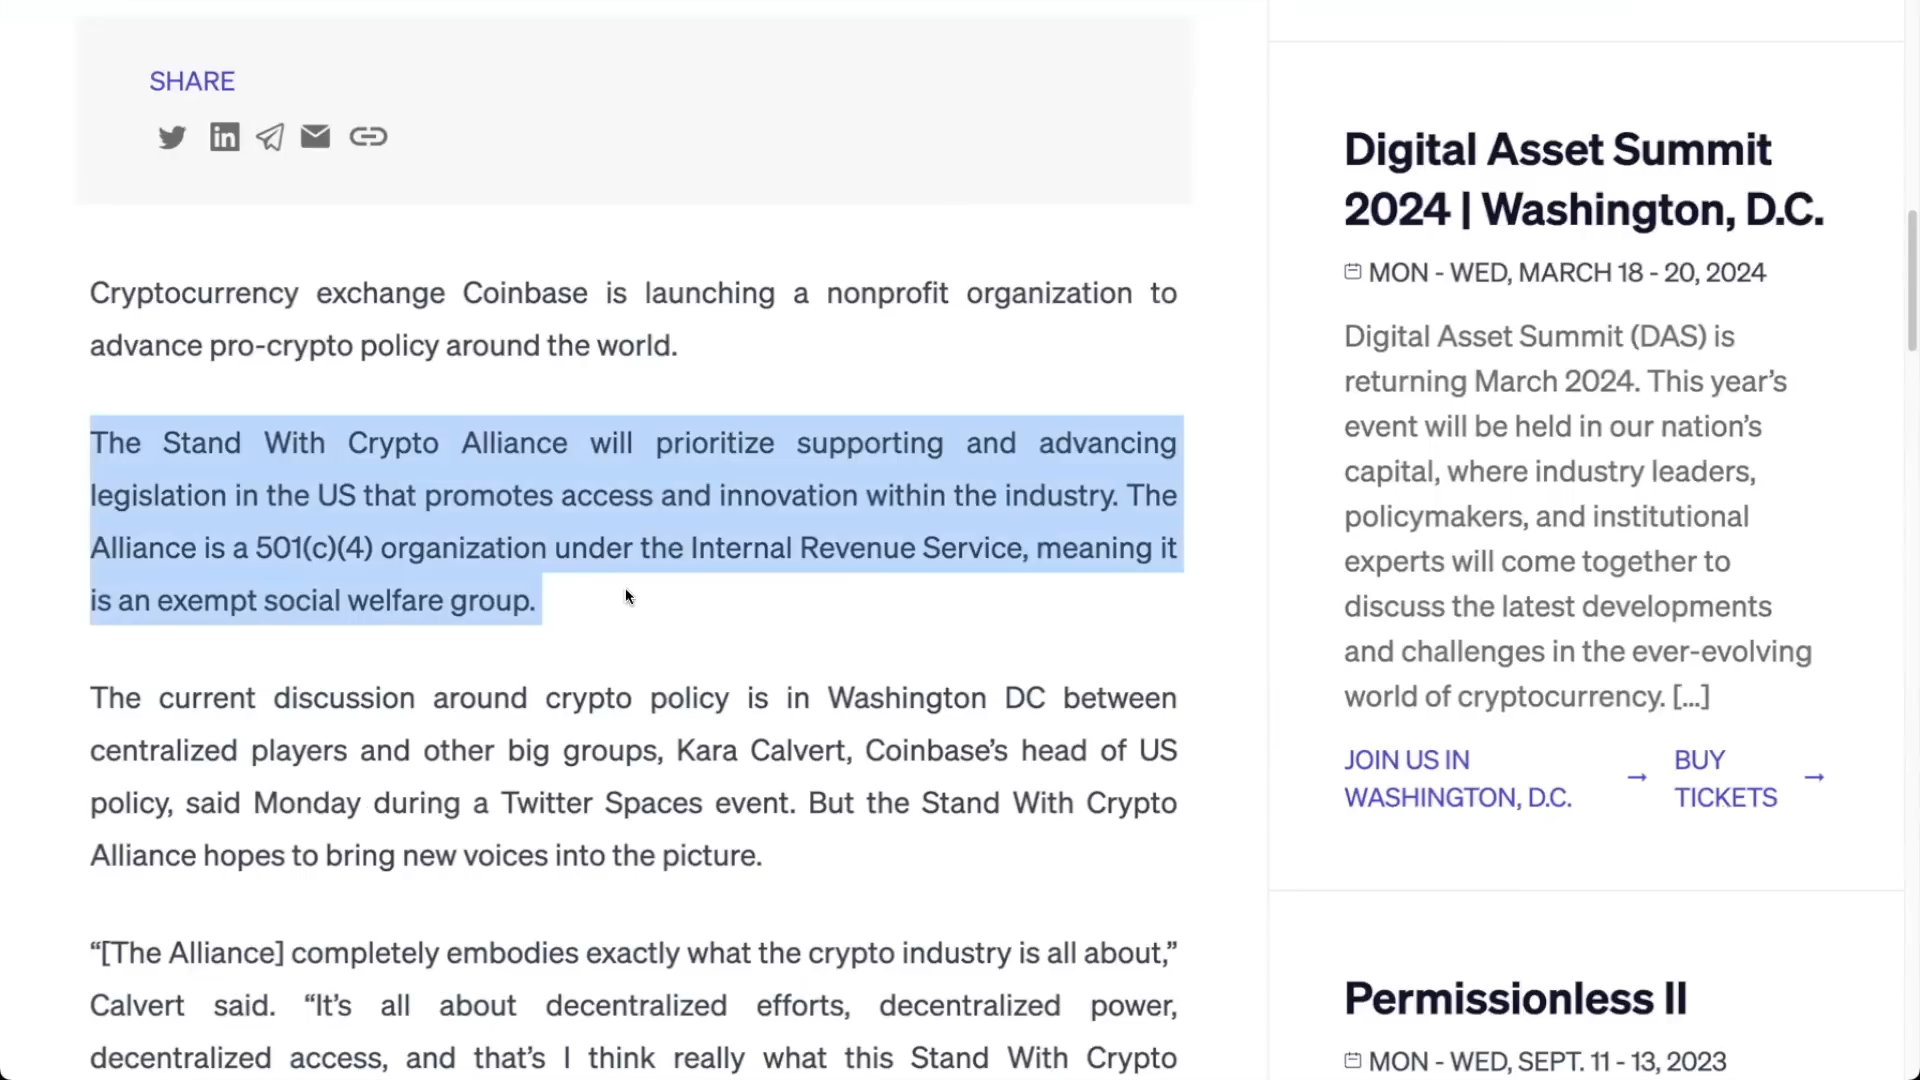 SHARE
Cryptocurrency exchange Coinbase is launching a nonprofit organization to
advance pro-crypto policy around the world.
The Stand With Crypto Alliance will prioritize supporting and advancing
legislation in the US that promotes access and innovation within the industry. The
Alliance is a 501(c)(4) organization under the Internal Revenue Service, meaning it
is an exempt social welfare group.
The current discussion around crypto policy is in Washington DC between
centralized players and other big groups, Kara Calvert, Coinbase’s head of US
policy, said Monday during a Twitter Spaces event. But the Stand With Crypto
Alliance hopes to bring new voices into the picture.
“[The Alliance] completely embodies exactly what the crypto industry is all about,”
Calvert said. “It’s all about decentralized efforts, decentralized power,
decentralized access, and that’s I think really what this Stand With Crypto
Digital Asset Summit
2024 | Washington, D.C.
MON - WED, MARCH 18 - 20, 2024
Digital Asset Summit (DAS) is
returning March 2024. This year’s
event will be held in our nation’s
capital, where industry leaders,
policymakers, and institutional
experts will come together to
discuss the latest developments
and challenges in the ever-evolving
world of cryptocurrency. [...]
JOIN US IN
WASHINGTON, D.C. →
BUY
TICKETS →
Permissionless II
MON - WED, SEPT. 11 - 13, 2023